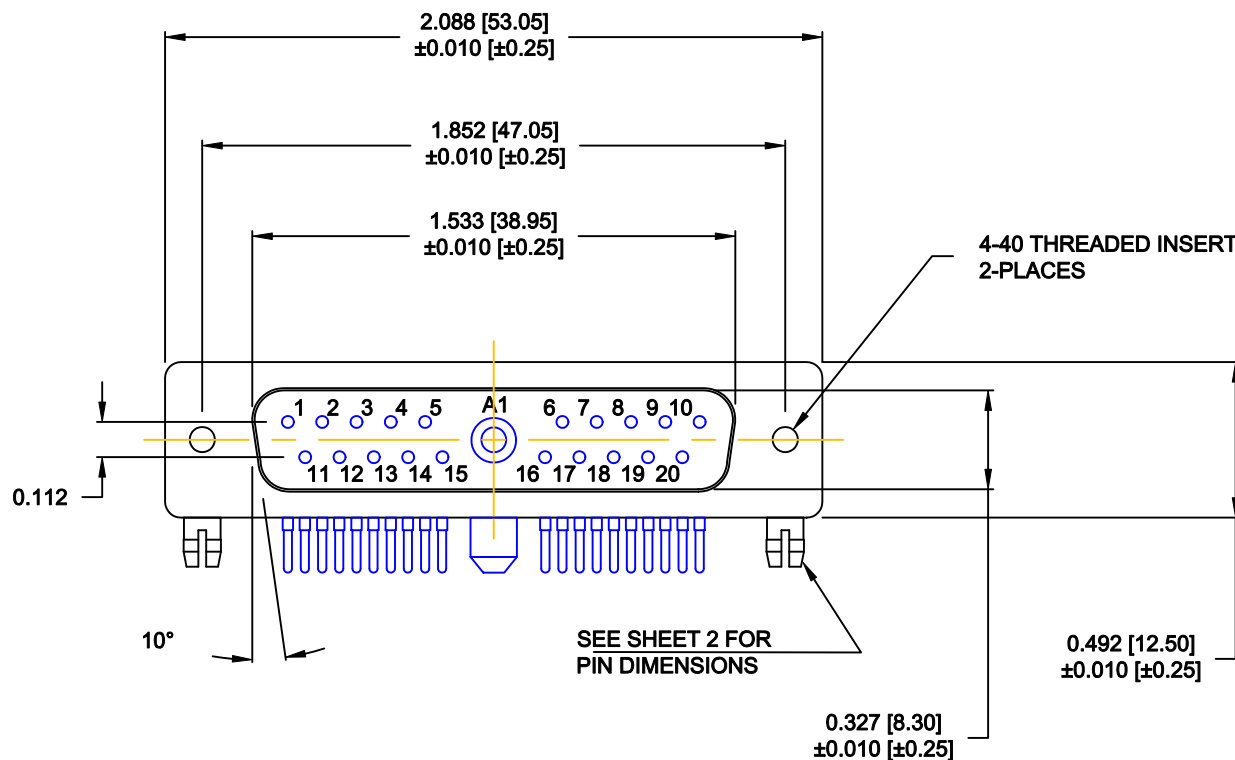 2.088 [53.05]
±0.010 [±0.25]
1.852 [47.05]
±0.010 [±0.25]
1.533 [38.95]
±0.010 [±0.25]
4-40 THREADED INSERT
2-PLACES
1 2 3 4 5 A1 6 7 8 9 10
11 12 13 14 15 16 17 18 19 20
0.112
10°
SEE SHEET 2 FOR
PIN DIMENSIONS
0.492 [12.50]
±0.010 [±0.25]
0.327 [8.30]
±0.010 [±0.25]